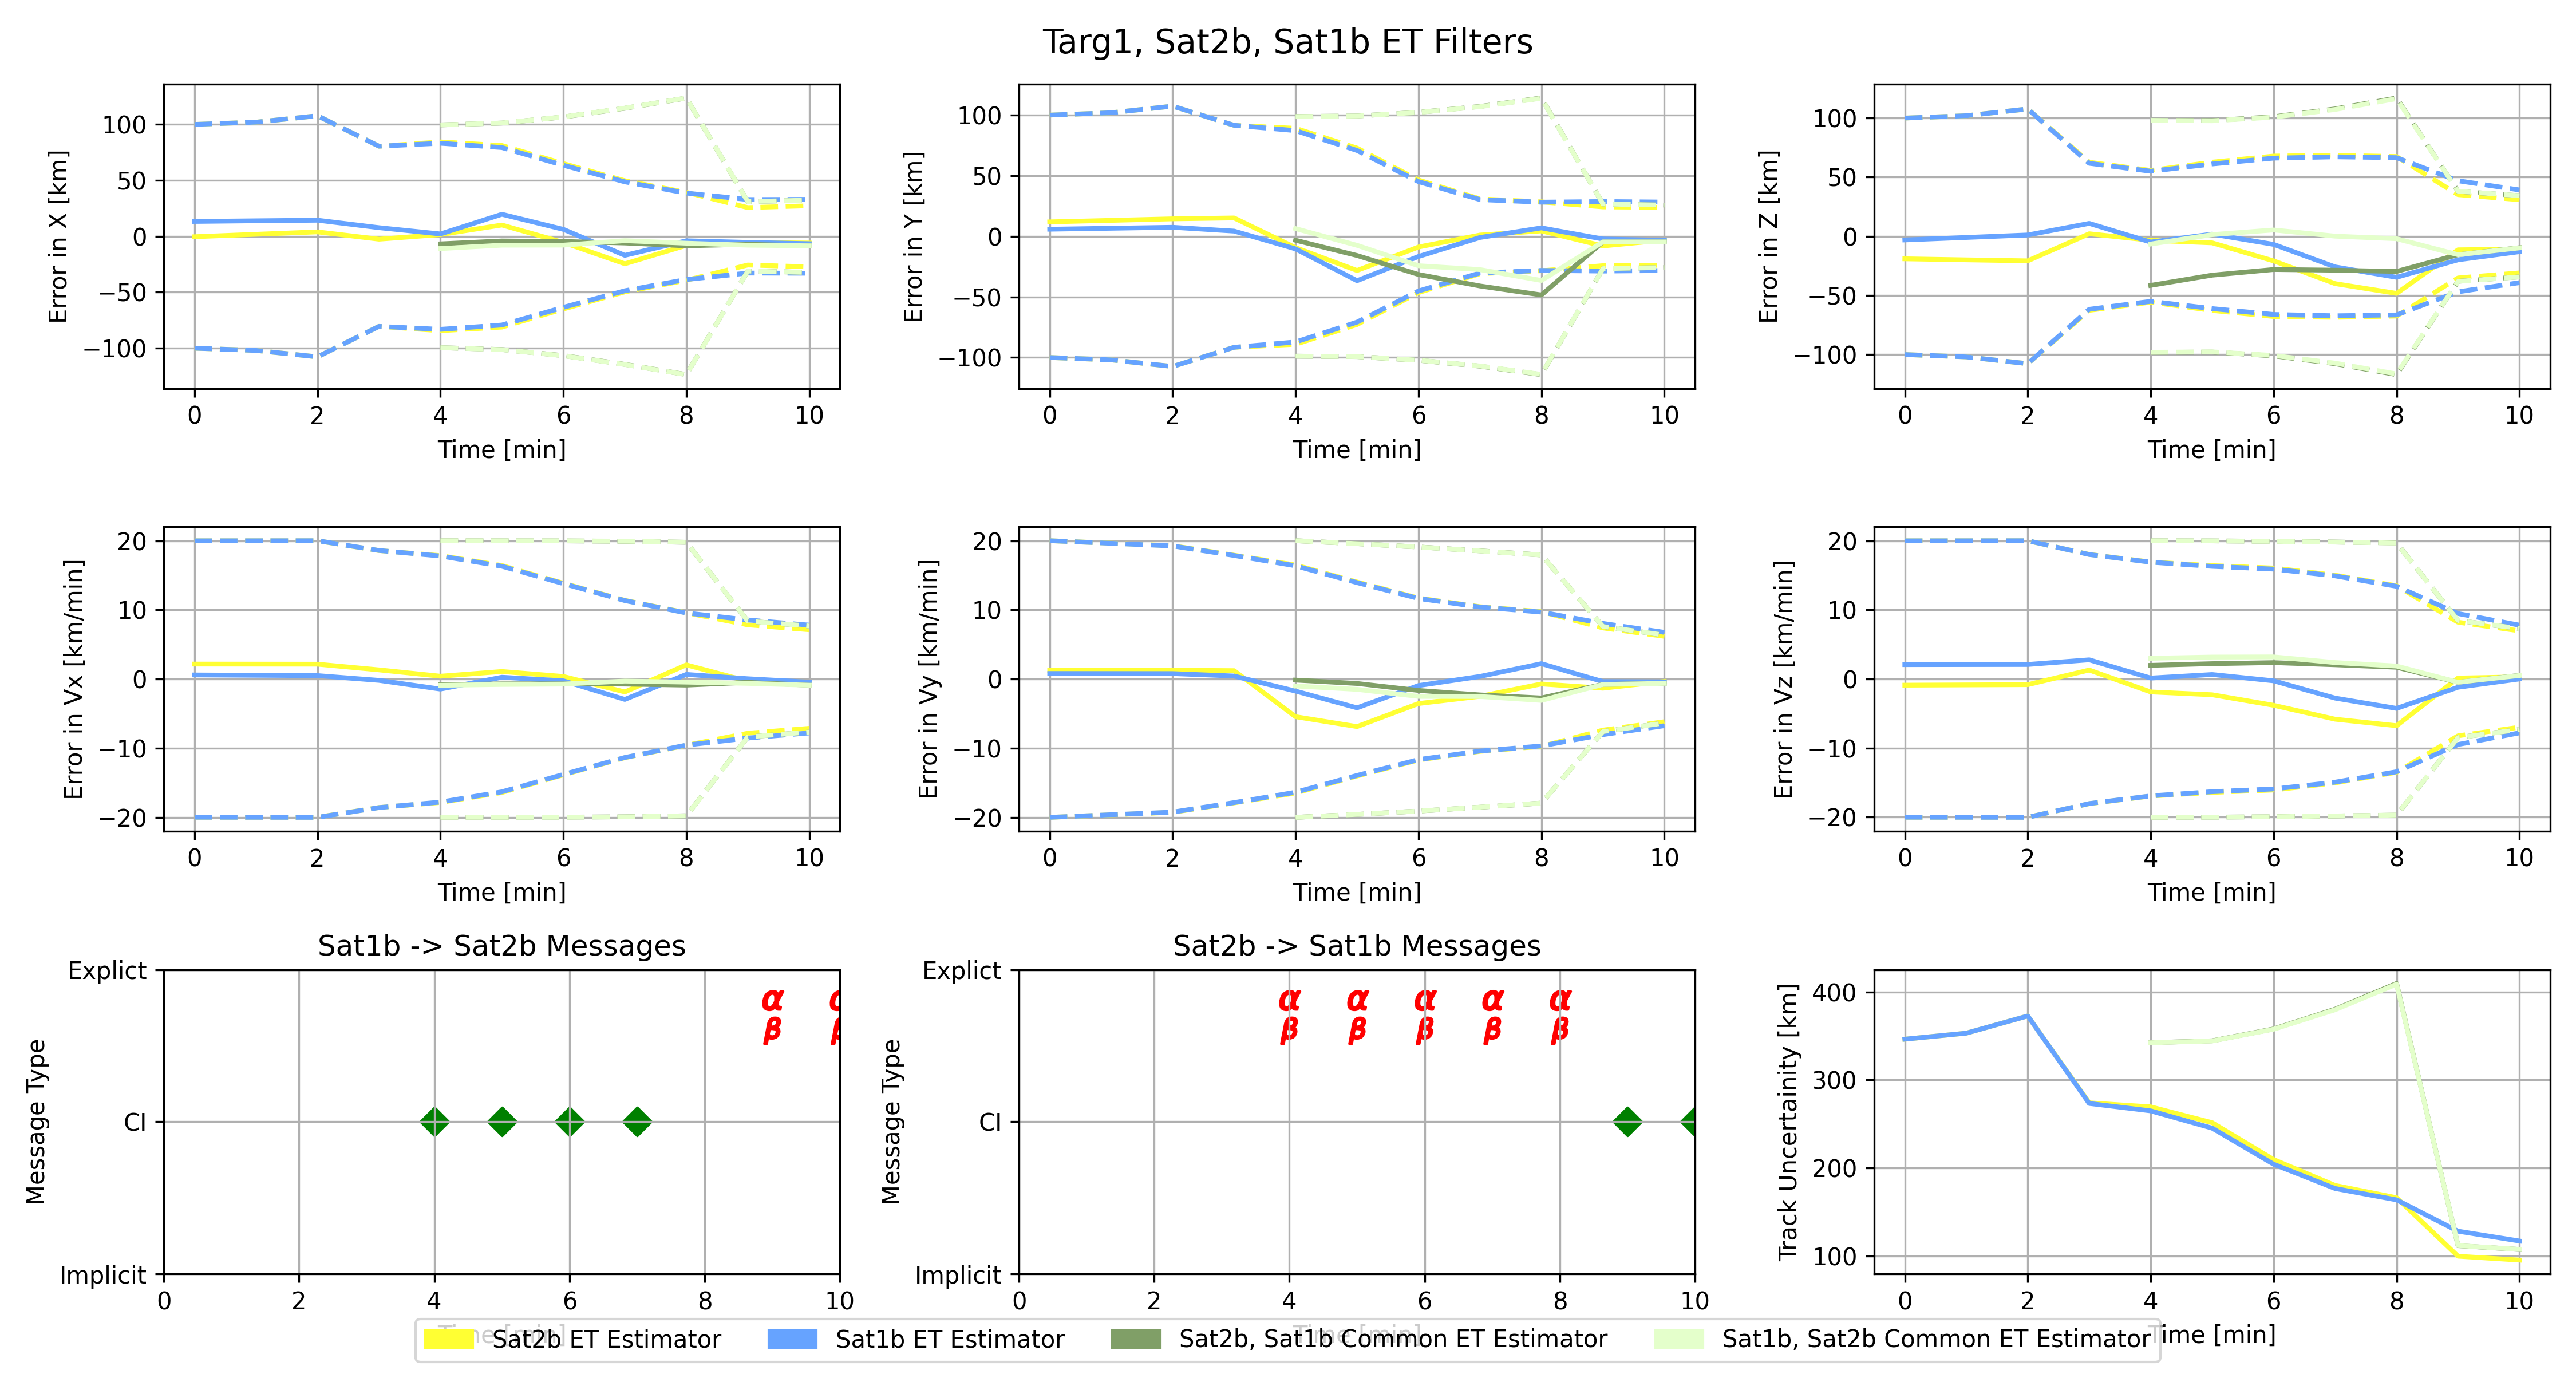 Targ1, Sat2b, Sat1b ET Filters
Error in X [km]
100
50
0
−50
−100
0 2 4 6 8 10
Time [min]
Error in Y [km]
100
50
0
−50
−100
0 2 4 6 8 10
Time [min]
Error in Z [km]
100
50
0
−50
−100
0 2 4 6 8 10
Time [min]
Error in Vx [km/min]
20
10
0
−10
−20
0 2 4 6 8 10
Time [min]
Error in Vy [km/min]
20
10
0
−10
−20
0 2 4 6 8 10
Time [min]
Error in Vz [km/min]
20
10
0
−10
−20
0 2 4 6 8 10
Time [min]
Sat1b -> Sat2b Messages
Message Type
Explict
α α
β β
CI
Implicit
0 2 4 6 8 10
Time [min]
Sat2b -> Sat1b Messages
Message Type
Explict
α α α α α
β β β β β
CI
Implicit
0 2 4 6 8 10
Time [min]
Track Uncertainity [km]
400
300
200
100
0 2 4 6 8 10
Time [min]
Sat2b ET Estimator Sat1b ET Estimator Sat2b, Sat1b Common ET Estimator Sat1b, Sat2b Common ET Estimator